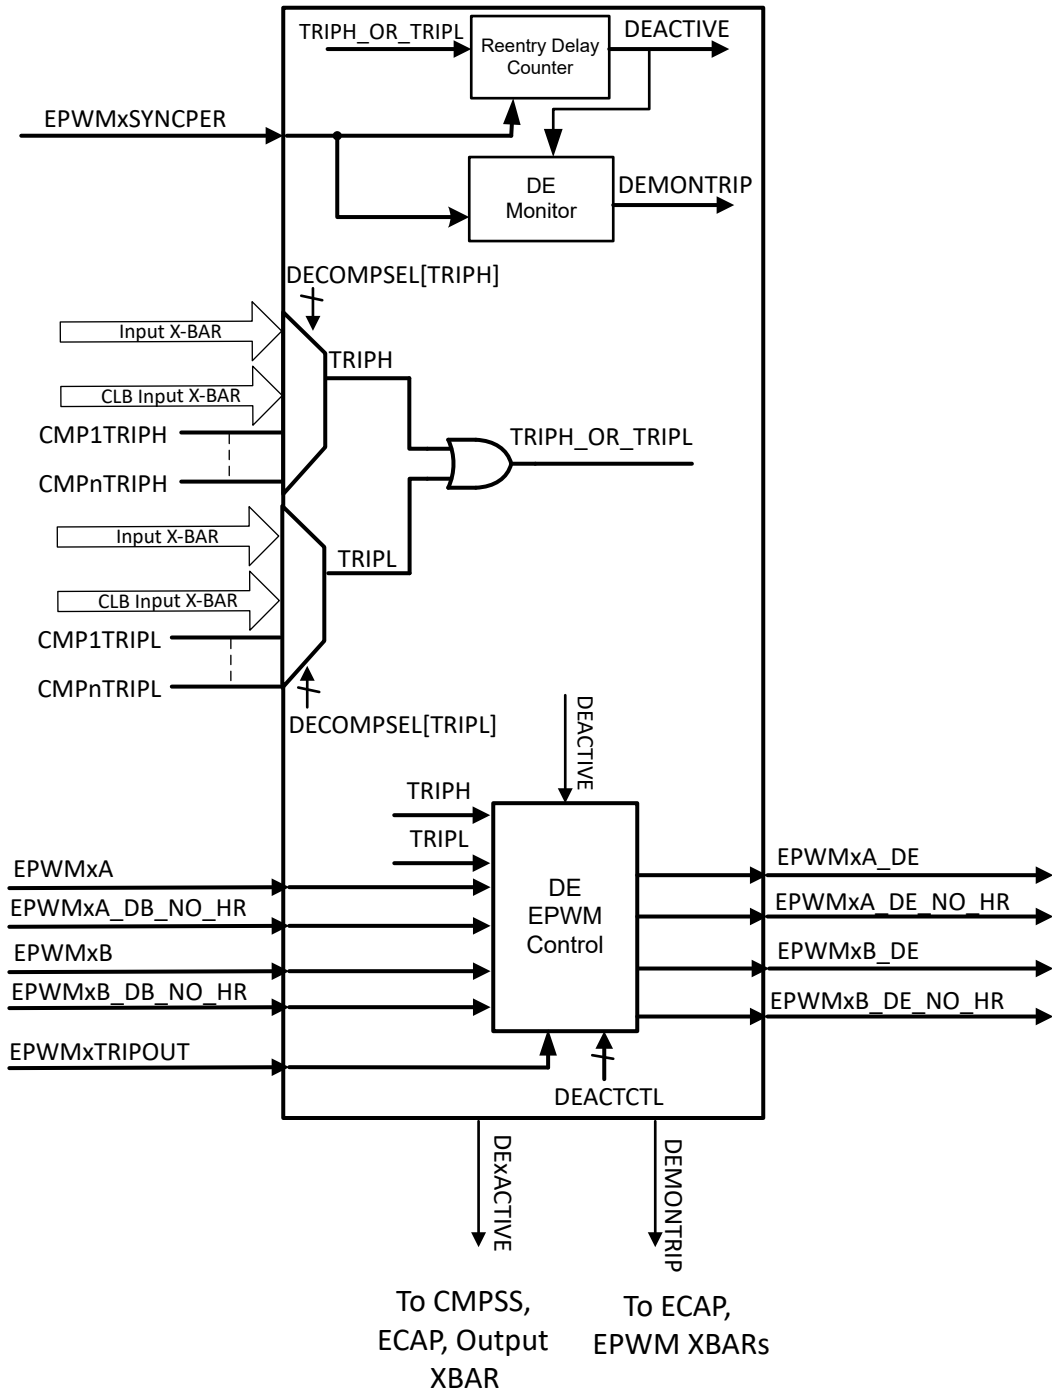 TRIPH_OR_TRIPL
Reentry Delay
Counter
DEACTIVE
EPWMxSYNCPER
DE
Monitor
DEMONTRIP
DECOMPSEL[TRIPH]
Input X-BAR
TRIPH
CLB Input X-BAR
CMP1TRIPH
TRIPH_OR_TRIPL
CMPnTRIPH
Input X-BAR
TRIPL
CLB Input X-BAR
CMP1TRIPL
CMPnTRIPL
DECOMPSEL[TRIPL]
DEACTIVE
TRIPH
TRIPL
EPWMxA
EPWMxA_DB_NO_HR
EPWMxB
EPWMxB_DB_NO_HR
EPWMxTRIPOUT
DE
EPWM
Control
EPWMxA_DE
EPWMxA_DE_NO_HR
EPWMxB_DE
EPWMxB_DE_NO_HR
DEACTCTL
DExACTIVE
DEMONTRIP
To CMPSS,
ECAP, Output
XBAR
To ECAP,
EPWM XBARs